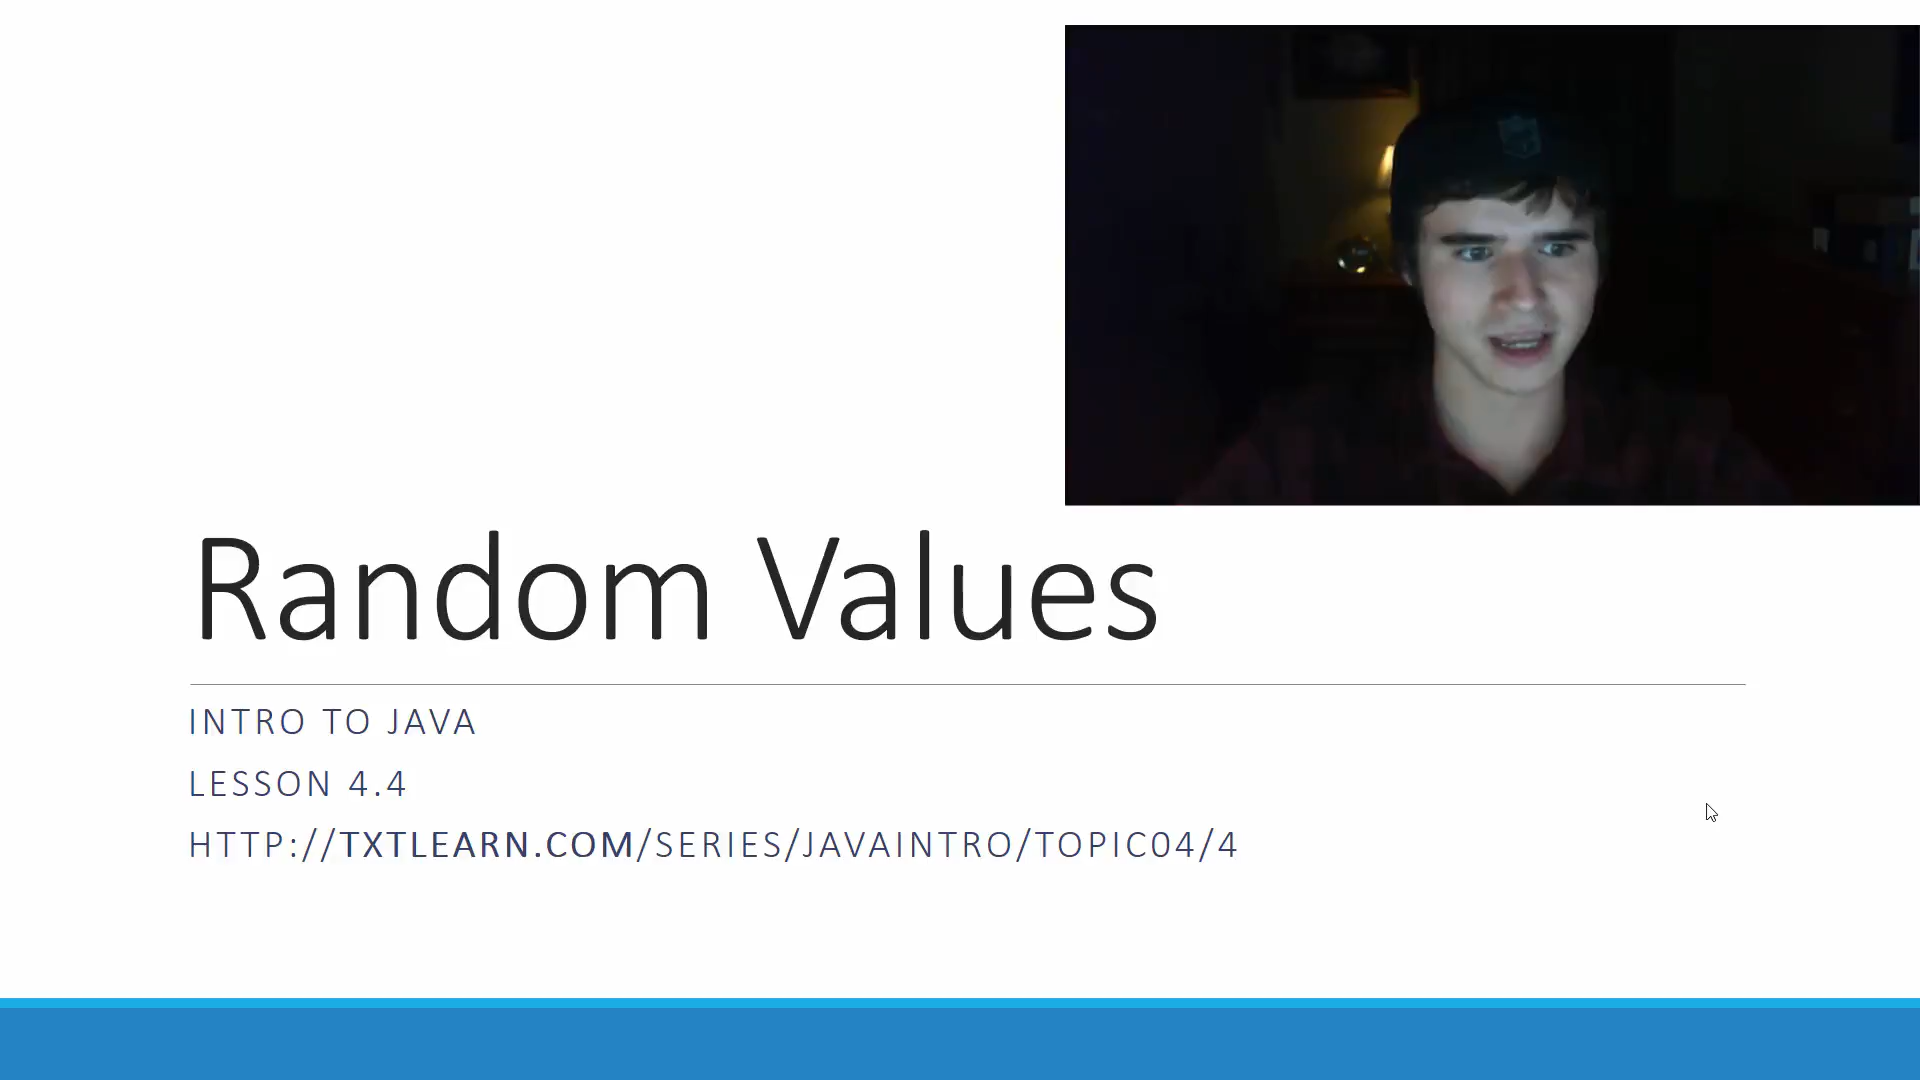 Random Values
INTRO TO JAVA
LESSON 4.4
HTTP://TXTLEARN.COM/SERIES/JAVAINTRO/TOPIC04/4